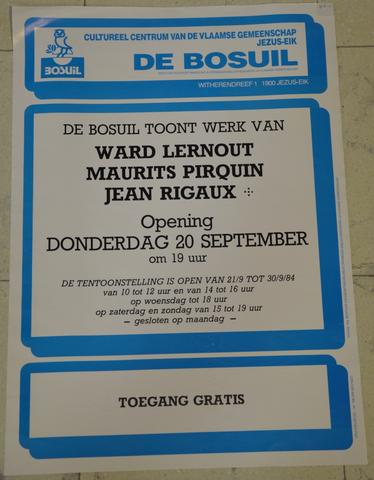 CULTUREEL CENTRUM VAN DE VLAAMSE GEMEENSCHAP
JEZUS-EIK
BOSUIL
DE BOSUIL
WITHERENDREEF 1 1900 JEZUS-EIK
DE BOSUIL TOONT WERK VAN
WARD LERNOUT
MAURITS PIRQUIN
JEAN RIGAUX
Opening
DONDERDAG 20 SEPTEMBER
om 19 uur
DE TENTOONSTELLING IS OPEN VAN 21/9 TOT 30/9/84
van 10 tot 12 uur en van 14 tot 16 uur
op woensdag tot 18 uur
op zaterdag en zondag van 15 tot 19 uur
– gesloten op maandag –
TOEGANG GRATIS